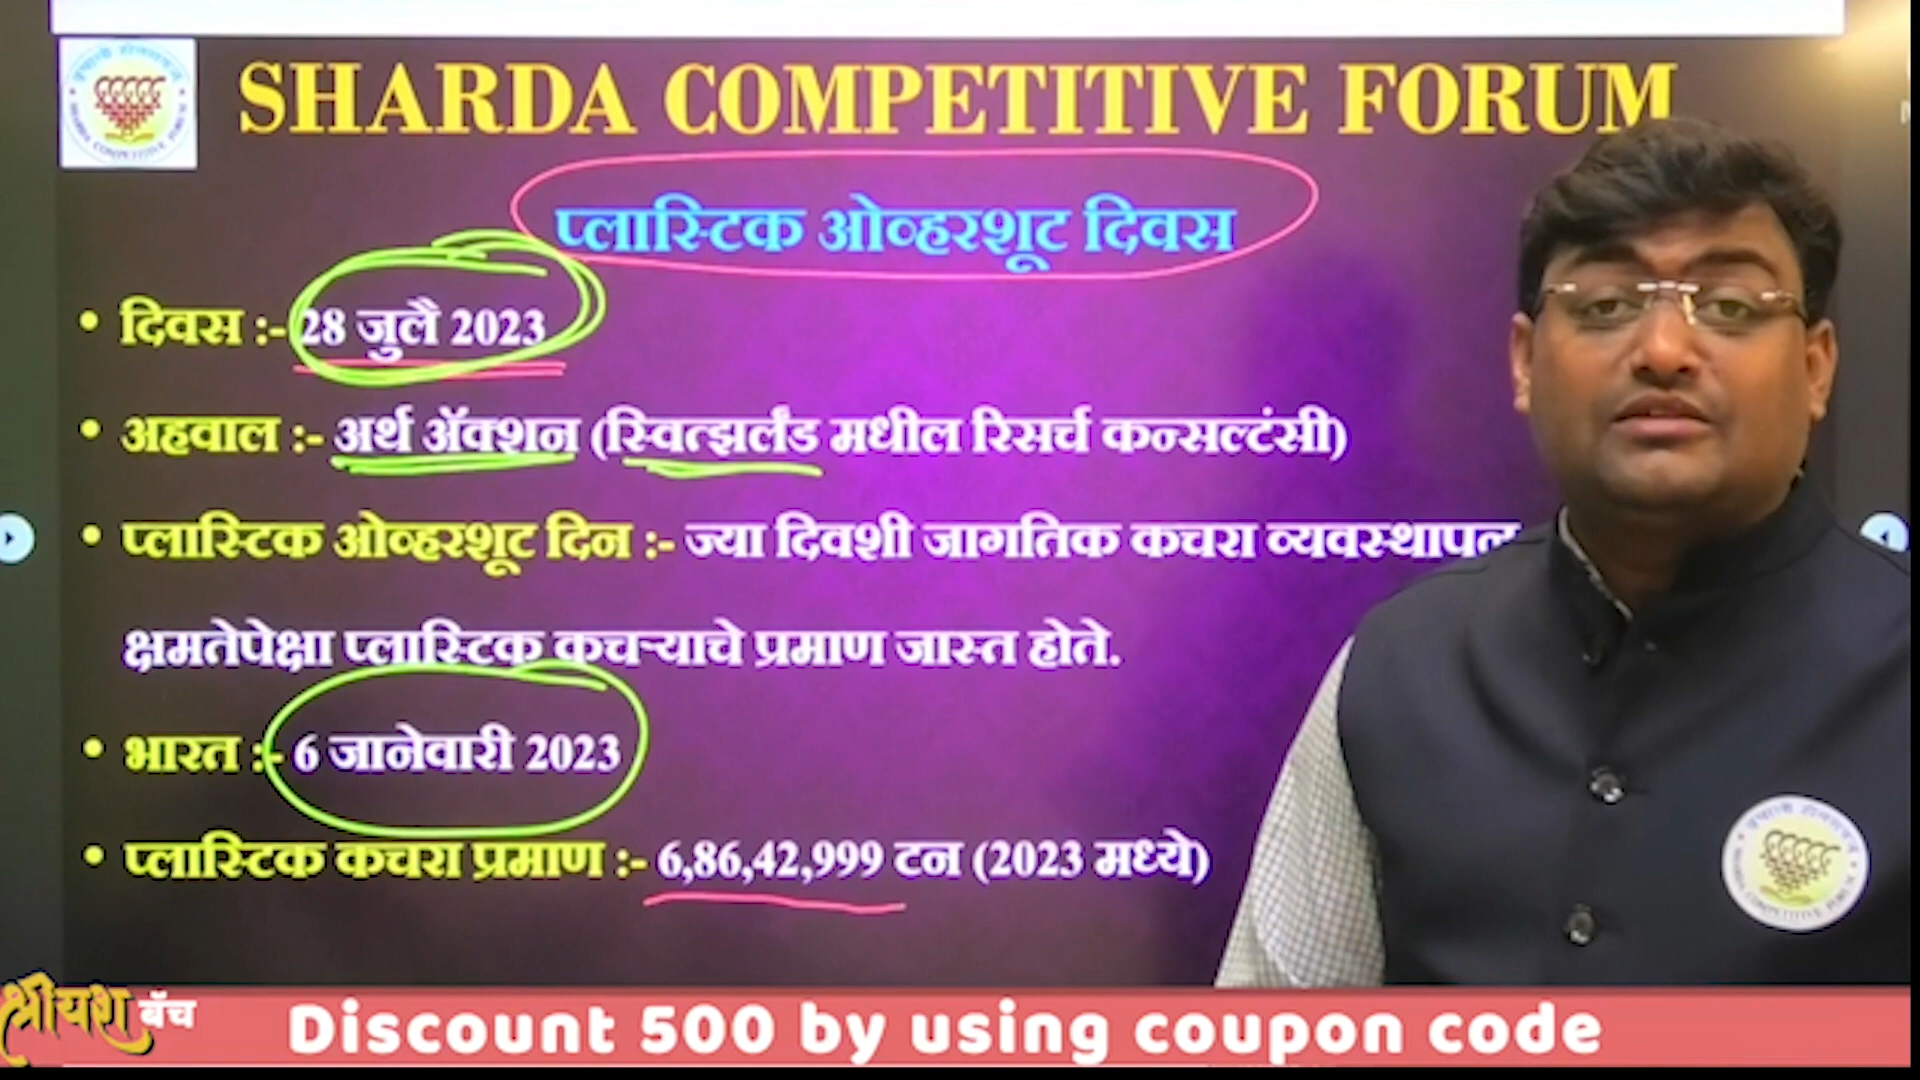 SHARDA COMPETITIVE FORUM
प्लास्टिक ओव्हरशूट दिवस
• दिवस :- 28 जुलै 2023
• अहवाल :- अर्थ ॲक्शन (स्वित्झर्लंड मधील रिसर्च कन्सल्टंसी)
• प्लास्टिक ओव्हरशूट दिन :- ज्या दिवशी जागतिक कचरा व्यवस्थापन
क्षमतेपेक्षा प्लास्टिक कचऱ्याचे प्रमाण जास्त होते.
• भारत :- 6 जानेवारी 2023
• प्लास्टिक कचरा प्रमाण :- 6,86,42,999 टन (2023 मध्ये)
श्रीयश बॅच
Discount 500 by using coupon code